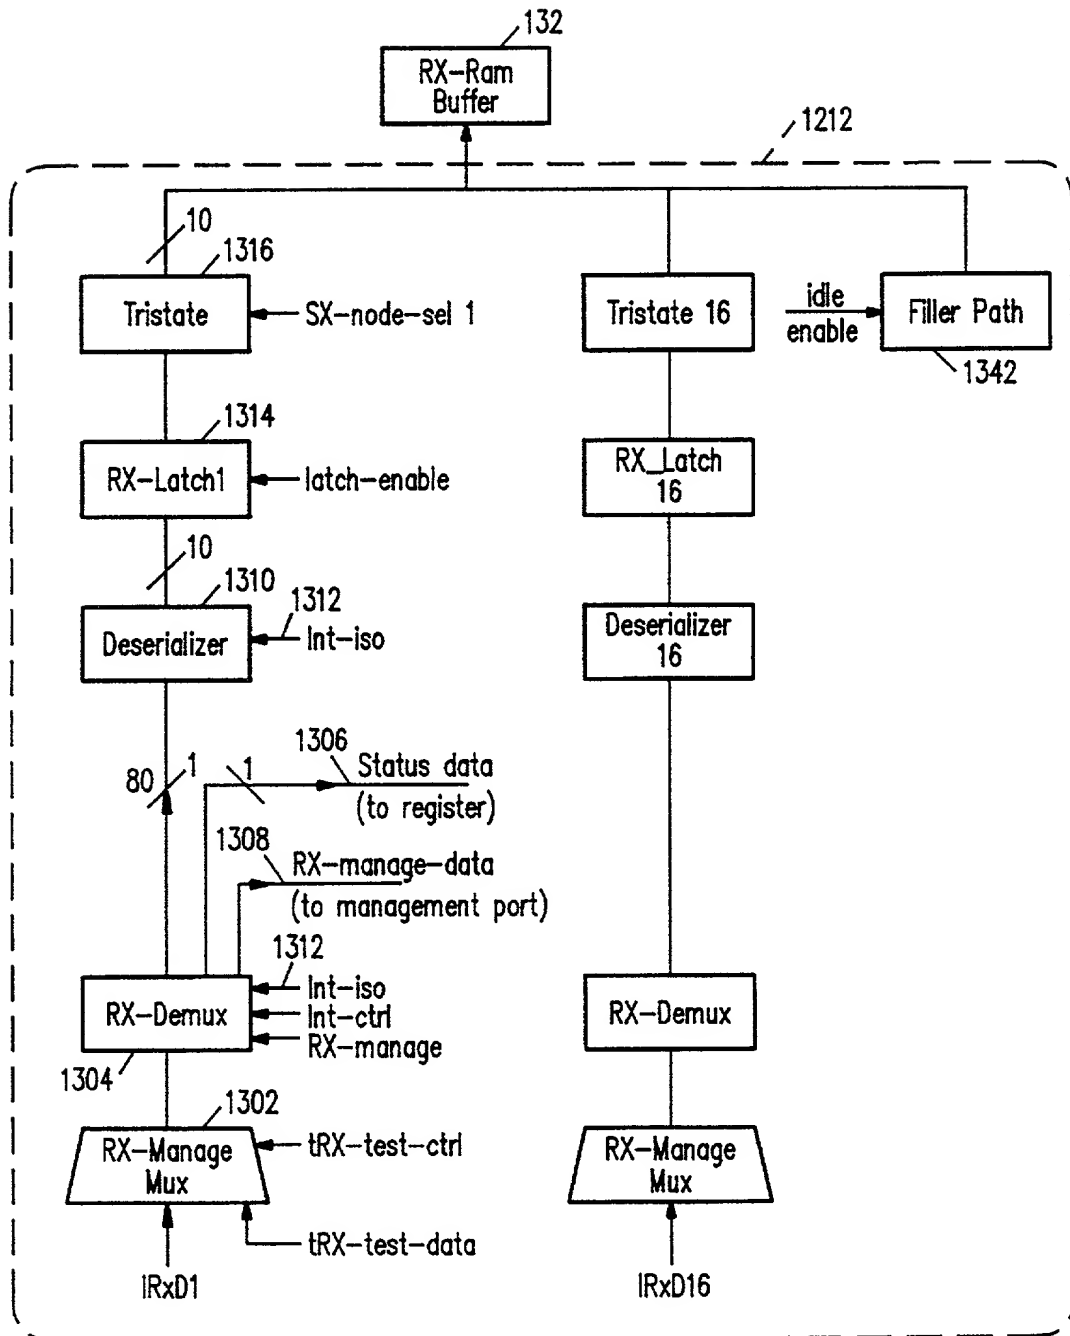 132
RX-Ram
Buffer
1212
10
1316
Tristate
SX-node-sel 1
Tristate 16
idle
enable
Filler Path
1342
1314
RX-Latch1
latch-enable
RX_Latch
16
10
1310
1312
Deserializer
Int-iso
Deserializer
16
80
1
1
1306
Status data
(to register)
1308
RX-manage-data
(to management port)
1312
RX-Demux
Int-iso
Int-ctrl
RX-manage
RX-Demux
1304
1302
RX-Manage
Mux
tRX-test-ctrl
RX-Manage
Mux
tRX-test-data
IRxD1
IRxD16